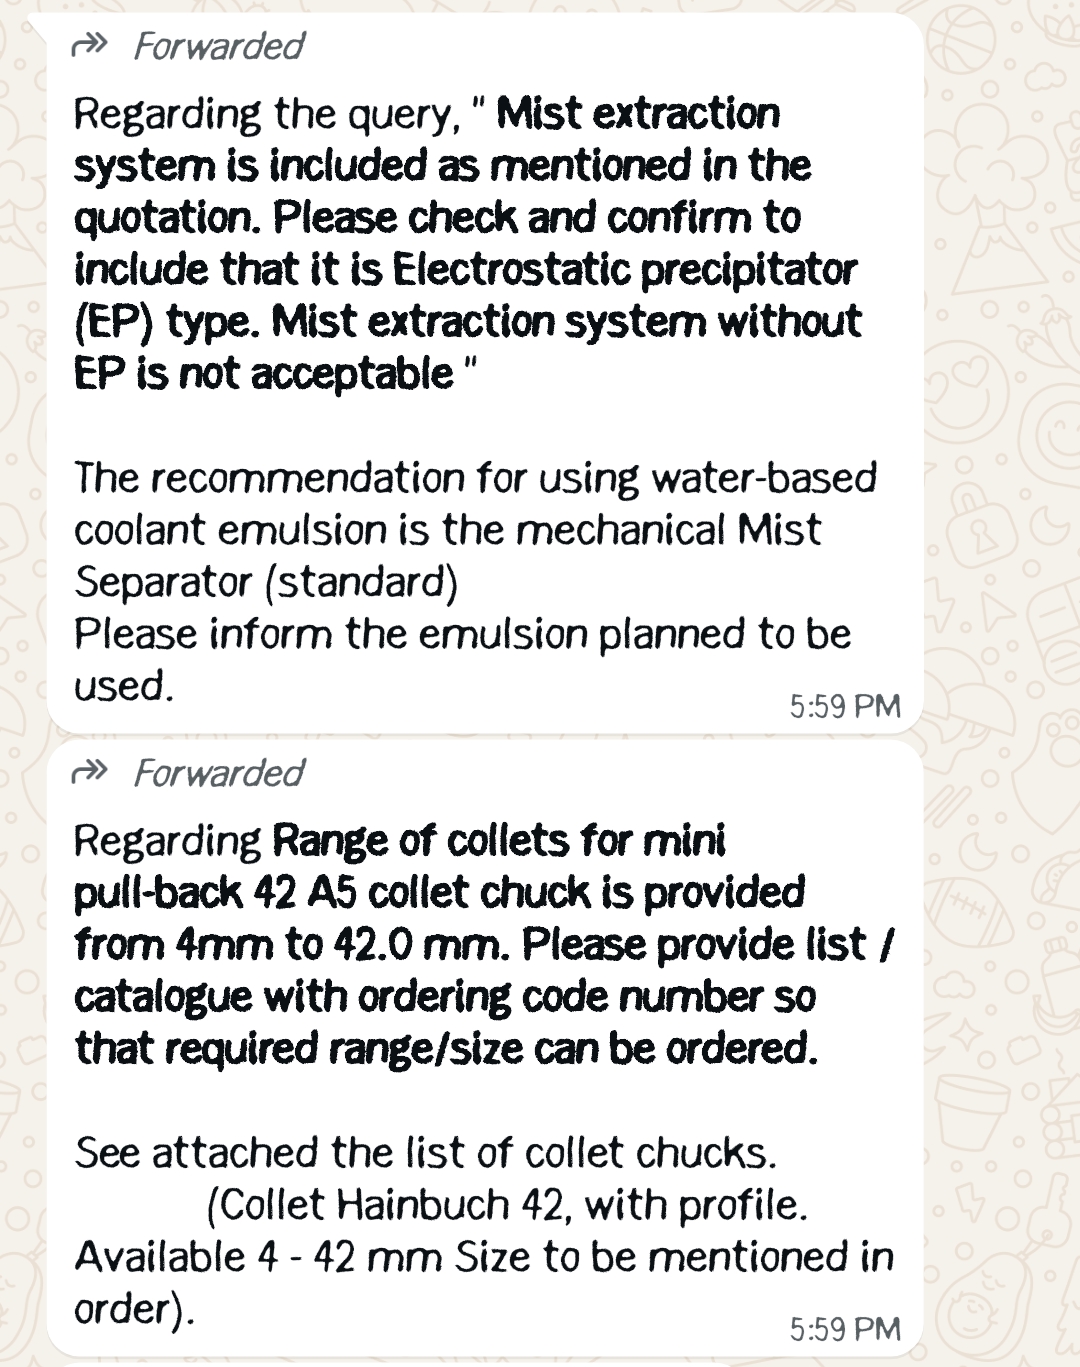 Forwarded
Regarding the query, " Mist extraction
system is included as mentioned in the
quotation. Please check and confirm to
include that it is Electrostatic precipitator
(EP) type. Mist extraction system without
EP is not acceptable "
The recommendation for using water-based
coolant emulsion is the mechanical Mist
Separator (standard)
Please inform the emulsion planned to be
used.
5:59 PM
Forwarded
Regarding Range of collets for mini
pull-back 42 A5 collet chuck is provided
from 4mm to 42.0 mm. Please provide list /
catalogue with ordering code number so
that required range/size can be ordered.
See attached the list of collet chucks.
(Collet Hainbuch 42, with profile.
Available 4 - 42 mm Size to be mentioned in
order).
5:59 PM